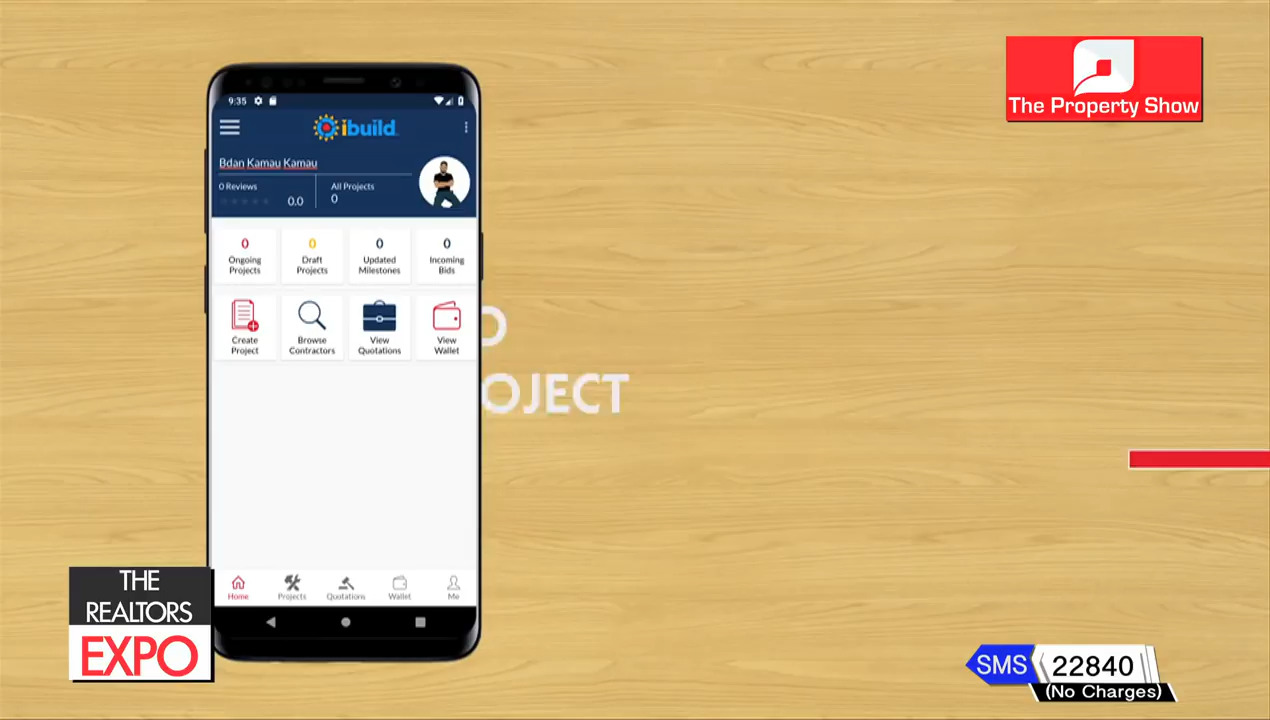 The Property Show
9:35
ibuild
Bdan Kamau Kamau
0 Reviews
0.0
All Projects
0
0
Ongoing
Projects
0
Draft
Projects
0
Updated
Milestones
0
Incoming
Bids
Create
Project
Browse
Contractors
View
Quotations
View
Wallet
OJECT
Home
Projects
Quotations
Wallet
Me
THE
REALTORS
EXPO
SMS
22840
(No Charges)